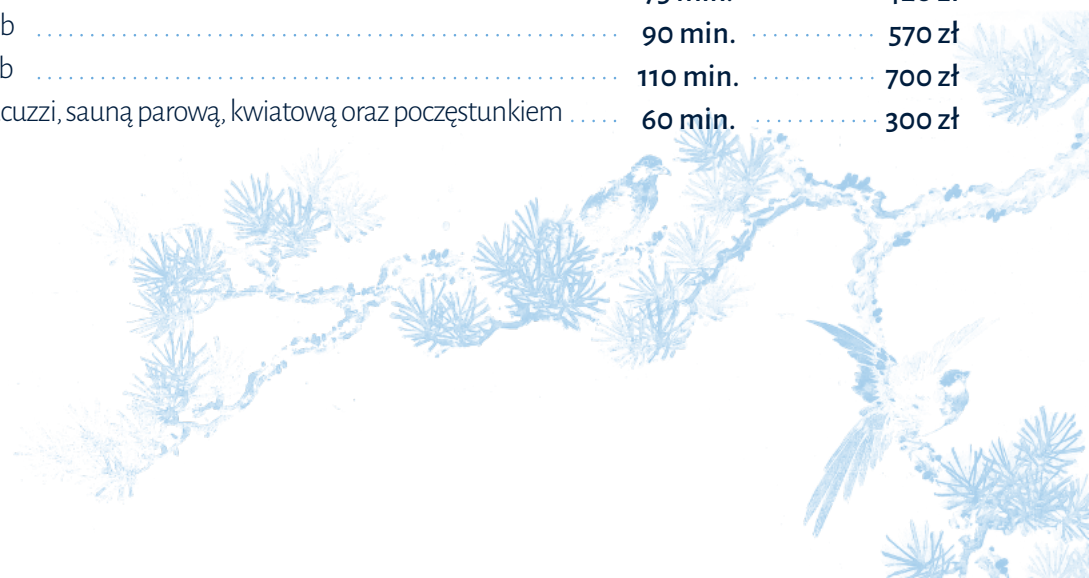 b ........ 90 min. ........ 570 zł
b ........ 110 min. ........ 700 zł
cuzzi, sauną parową, kwiatową oraz poczęstunkiem ..... 60 min. ........ 300 zł